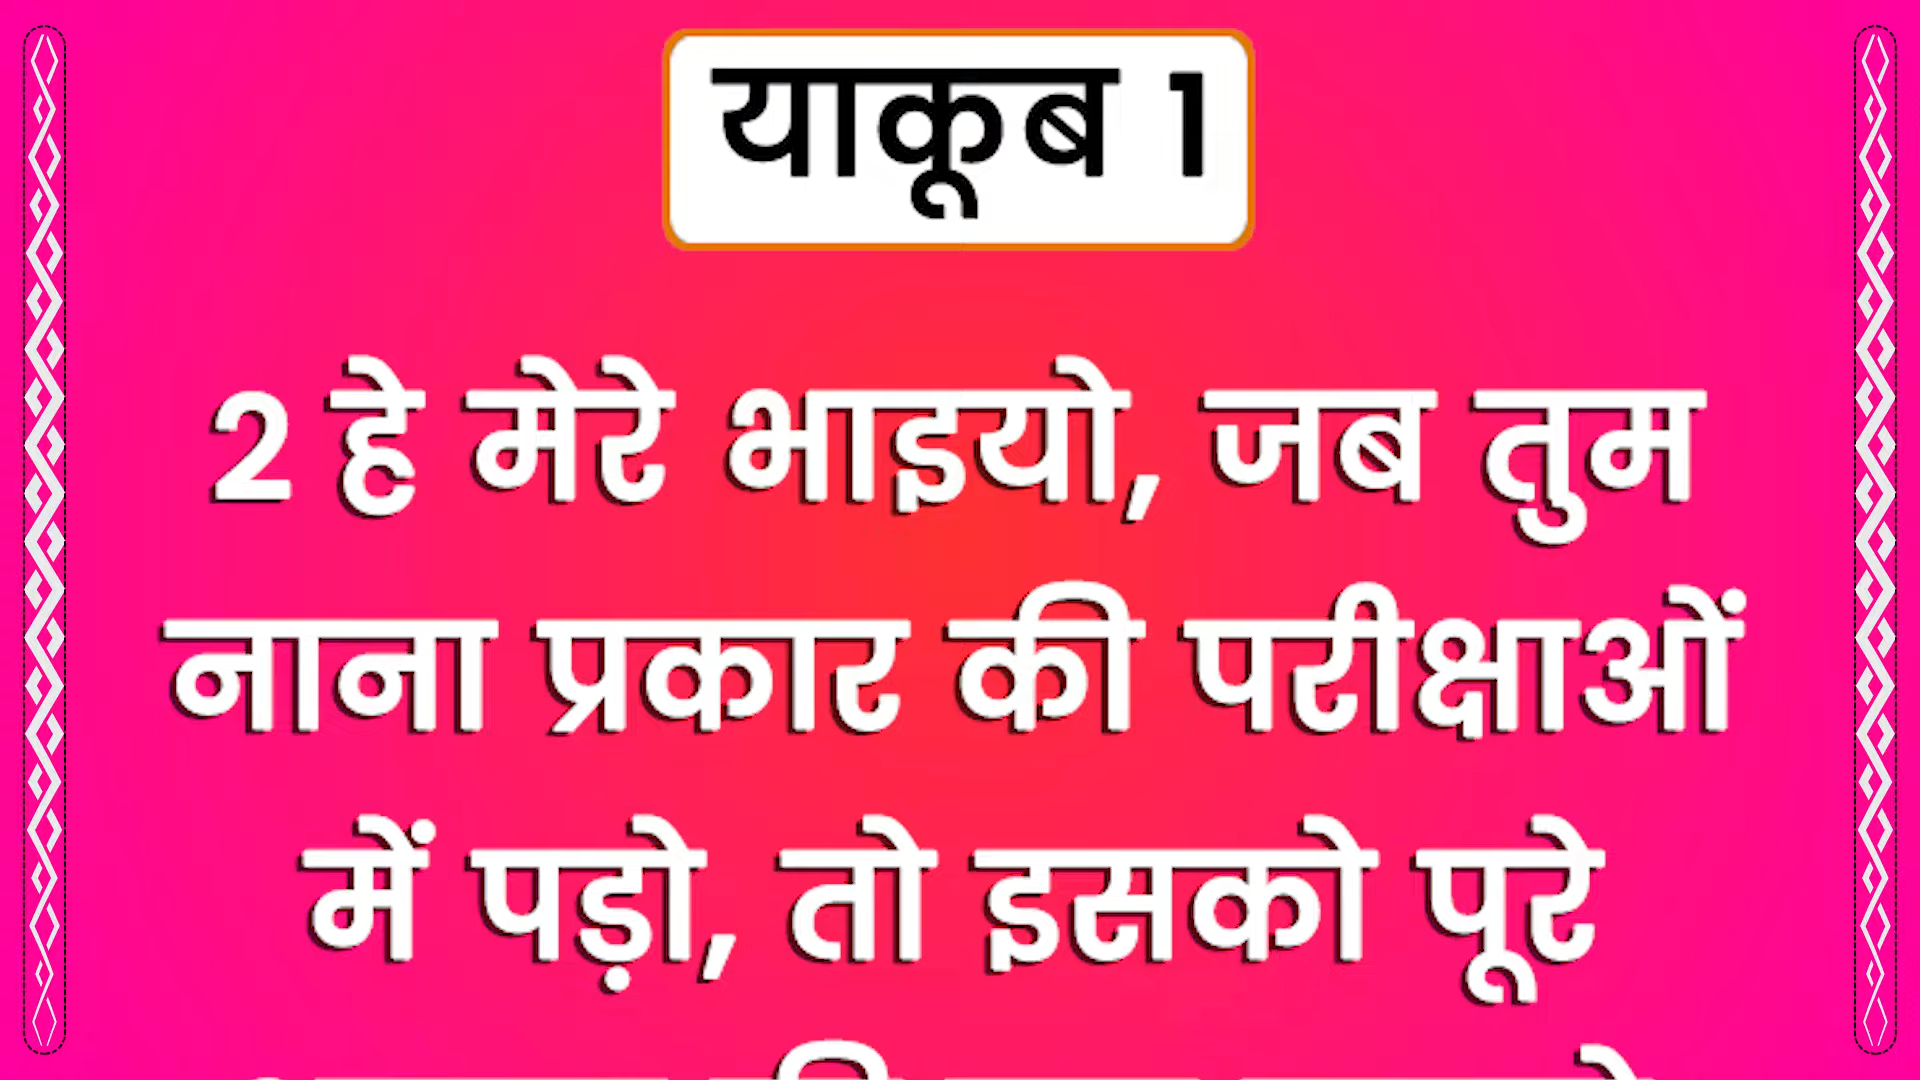 याकूब 1
2 हे मेरे भाइयो, जब तुम
नाना प्रकार की परीक्षाओं
में पड़ो, तो इसको पूरे